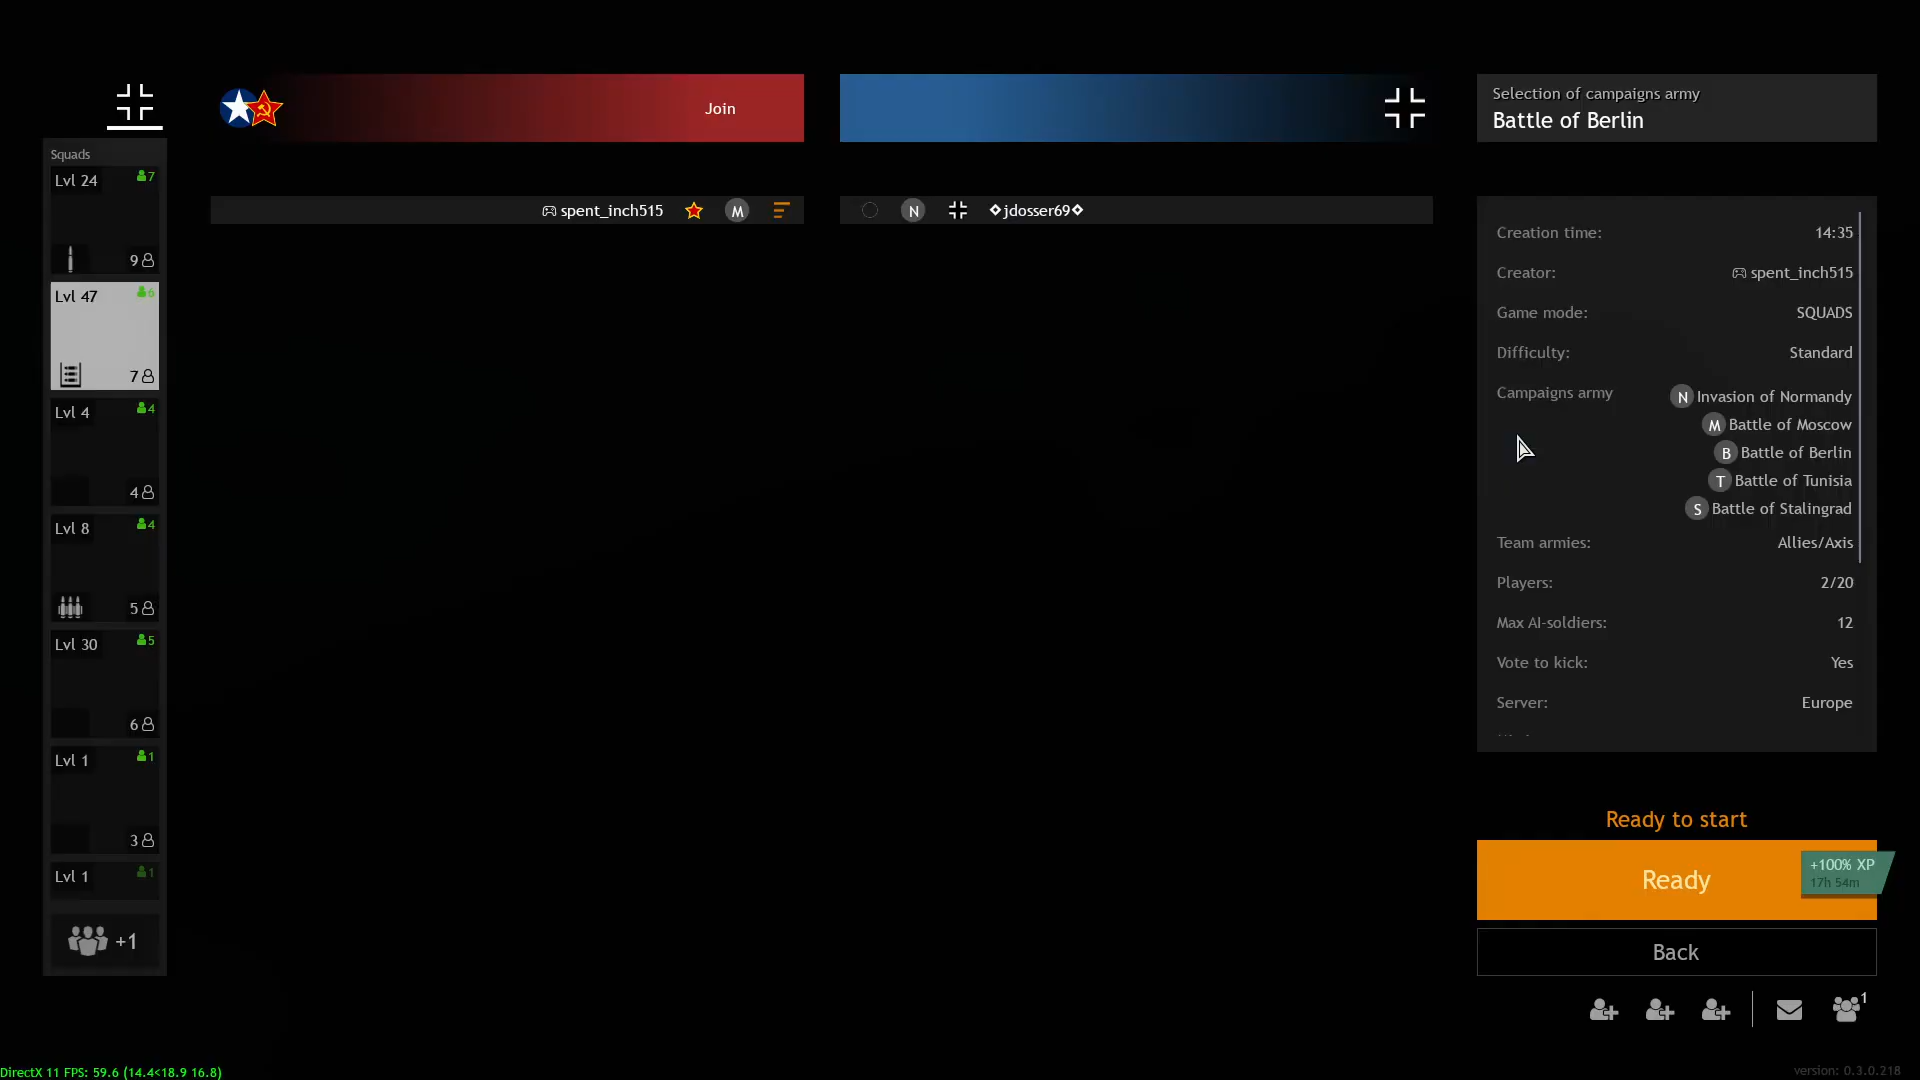 Join
Selection of campaigns army
Battle of Berlin
Squads
Lvl 24
7
9
Lvl 47
6
7
Lvl 4
4
4
Lvl 8
4
5
Lvl 30
5
6
Lvl 1
1
3
Lvl 1
1
+1
spent_inch515 M
N jdosser69
Creation time: 14:35
Creator: spent_inch515
Game mode: SQUADS
Difficulty: Standard
Campaigns army N Invasion of Normandy
M Battle of Moscow
B Battle of Berlin
T Battle of Tunisia
S Battle of Stalingrad
Team armies: Allies/Axis
Players: 2/20
Max AI-soldiers: 12
Vote to kick: Yes
Server: Europe
Ready to start
Ready
+100% XP
17h 54m
Back
1
DirectX 11 FPS: 59.6 (14.4<18.9 16.8)
version: 0.3.0.218